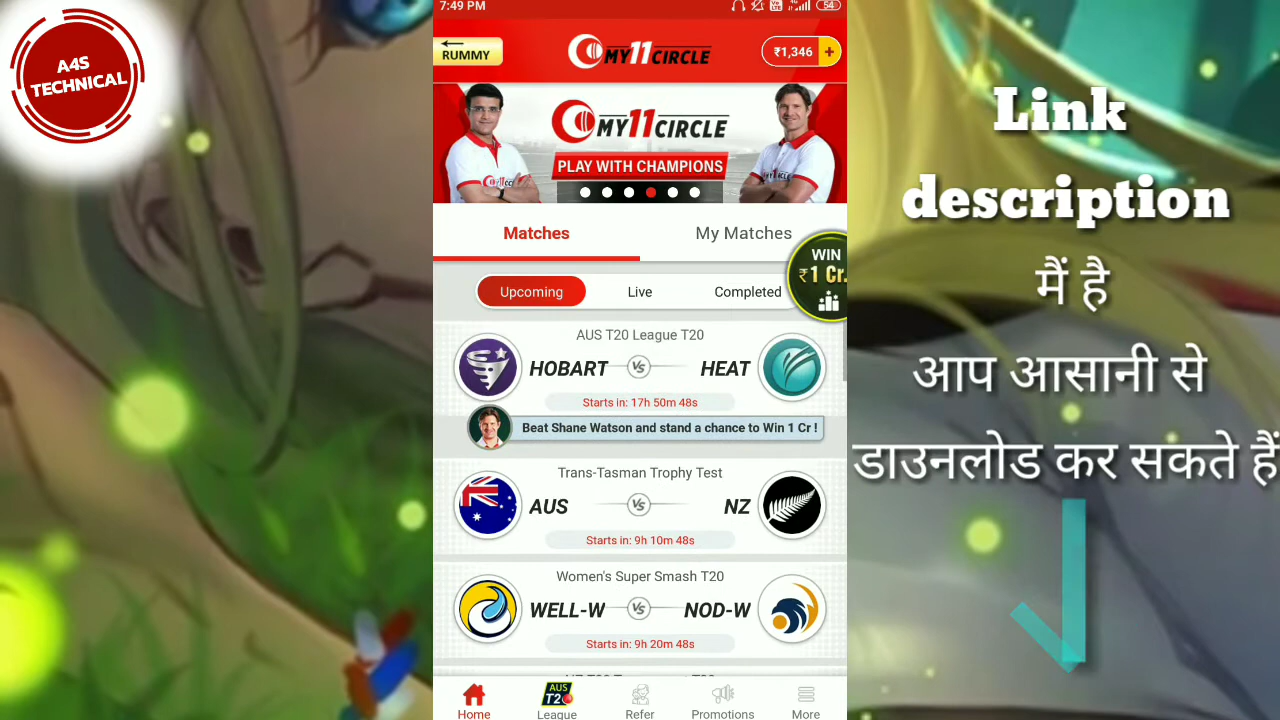 A4S
TECHNICAL
7:49 PM
54
RUMMY
MY11CIRCLE
₹1,346 +
MY11CIRCLE
PLAY WITH CHAMPIONS
Matches
My Matches
WIN
₹1 Cr.
Upcoming
Live
Completed
AUS T20 League T20
HOBART
VS
HEAT
Starts in: 17h 50m 48s
Beat Shane Watson and stand a chance to Win 1 Cr !
Trans-Tasman Trophy Test
AUS
VS
NZ
Starts in: 9h 10m 48s
Women's Super Smash T20
WELL-W
VS
NOD-W
Starts in: 9h 20m 48s
AUS
T20
Home
League
Refer
Promotions
More
Link
description
मैं है
आप आसानी से
डाउनलोड कर सकते हैं